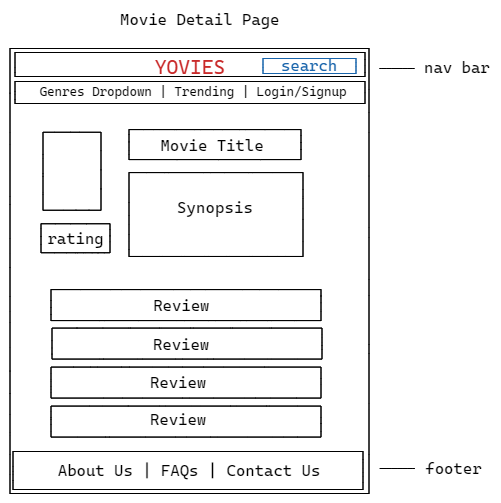 Movie Detail Page
YOVIES
search
nav bar
Genres Dropdown | Trending | Login/Signup
Movie Title
Synopsis
rating
Review
Review
Review
Review
About Us | FAQs | Contact Us
footer